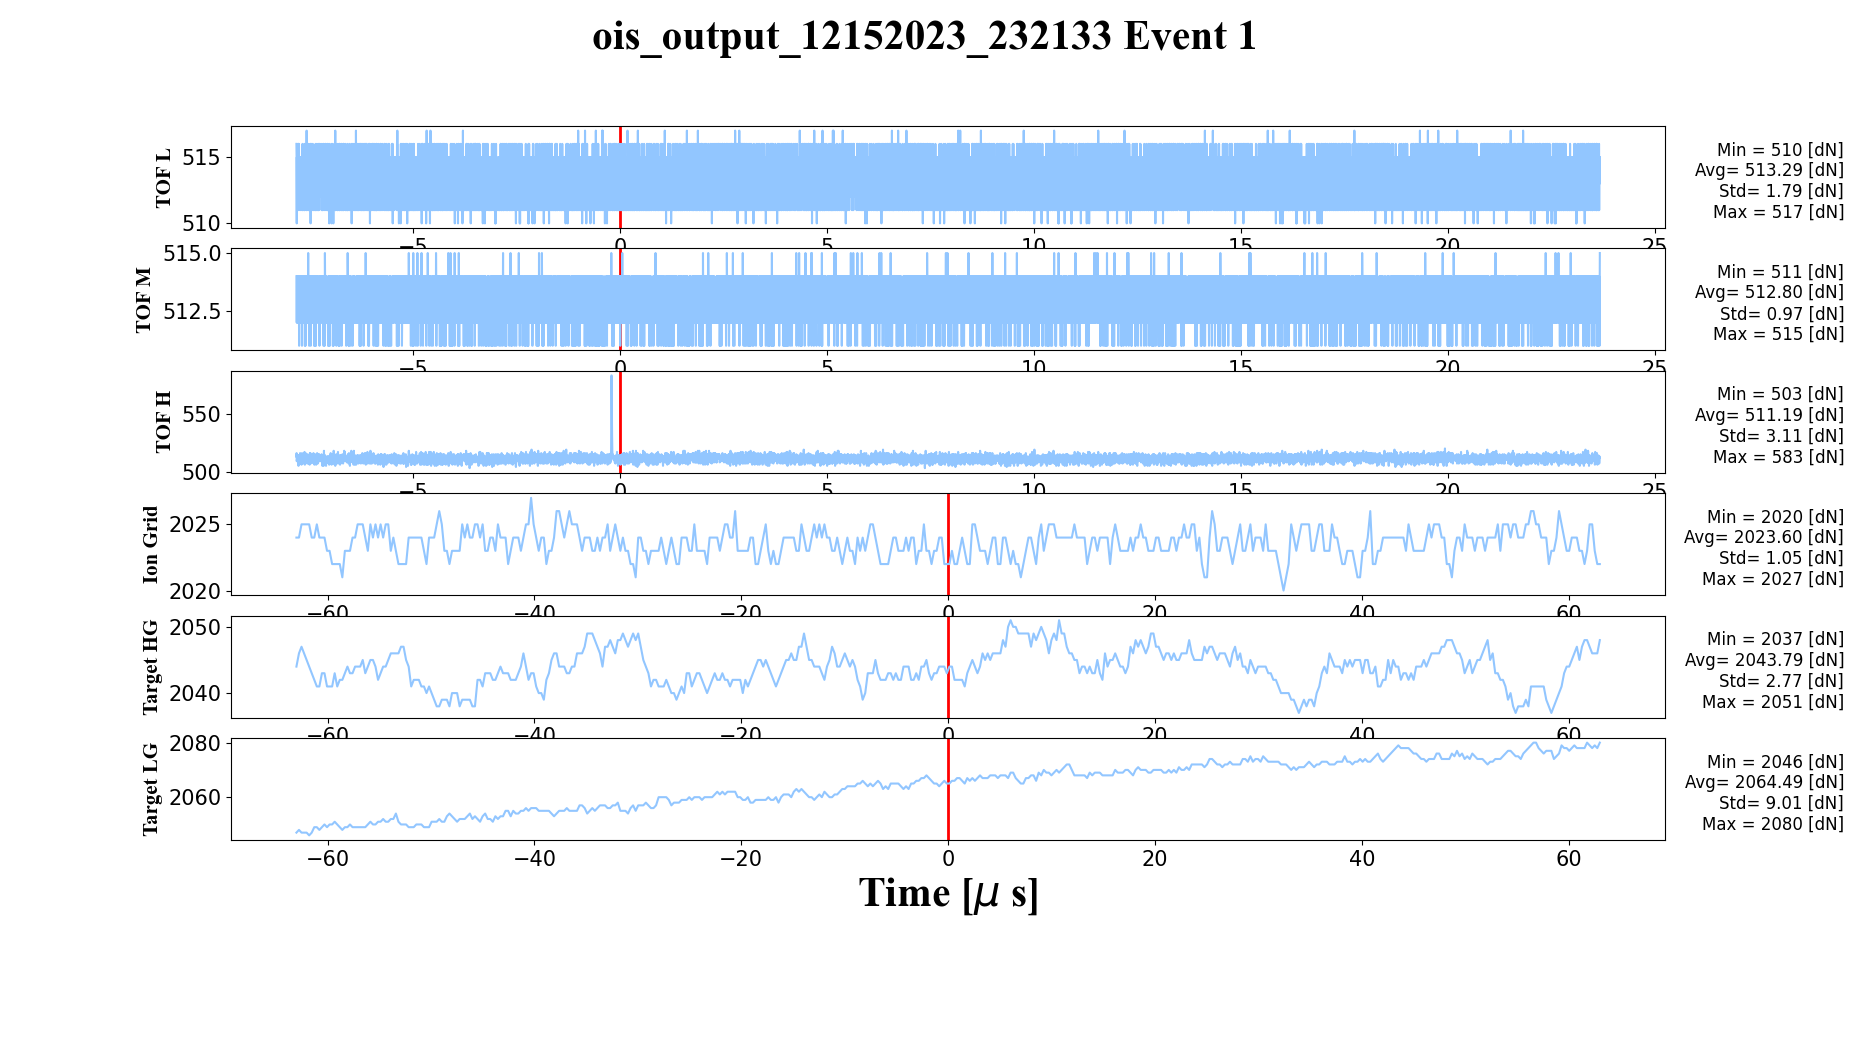 ois_output_12152023_232133 Event 1
TOF L
515
510
Min = 510 [dN]
Avg= 513.29 [dN]
Std= 1.79 [dN]
Max = 517 [dN]
−5 0 5 10 15 20 25
TOF M
515.0
512.5
Min = 511 [dN]
Avg= 512.80 [dN]
Std= 0.97 [dN]
Max = 515 [dN]
−5 0 5 10 15 20 25
TOF H
550
500
Min = 503 [dN]
Avg= 511.19 [dN]
Std= 3.11 [dN]
Max = 583 [dN]
−5 0 5 10 15 20 25
Ion Grid
2025
2020
Min = 2020 [dN]
Avg= 2023.60 [dN]
Std= 1.05 [dN]
Max = 2027 [dN]
−60 −40 −20 0 20 40 60
Target HG
2050
2040
Min = 2037 [dN]
Avg= 2043.79 [dN]
Std= 2.77 [dN]
Max = 2051 [dN]
−60 −40 −20 0 20 40 60
Target LG
2080
2060
Min = 2046 [dN]
Avg= 2064.49 [dN]
Std= 9.01 [dN]
Max = 2080 [dN]
−60 −40 −20 0 20 40 60
Time [μ s]